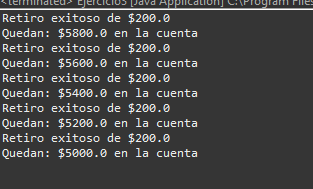 <terminated> Ejercicio3 [Java Application] C:\Program Files
Retiro exitoso de $200.0
Quedan: $5800.0 en la cuenta
Retiro exitoso de $200.0
Quedan: $5600.0 en la cuenta
Retiro exitoso de $200.0
Quedan: $5400.0 en la cuenta
Retiro exitoso de $200.0
Quedan: $5200.0 en la cuenta
Retiro exitoso de $200.0
Quedan: $5000.0 en la cuenta